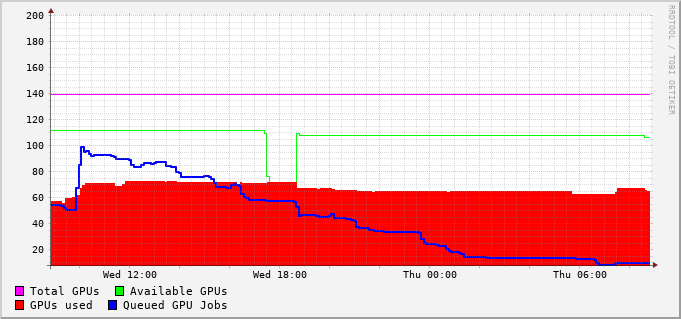 200
180
160
140
120
100
80
60
40
20
Wed 12:00 Wed 18:00 Thu 00:00 Thu 06:00
Total GPUs Available GPUs
GPUs used Queued GPU Jobs
RRDTOOL / TOBI OETIKER